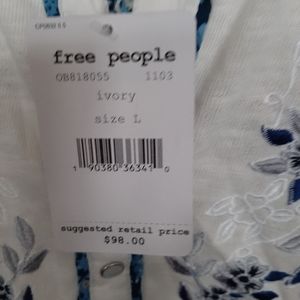 free people
OB818055 1103
ivory
size L
1 90380 36341 0
suggested retail price
$98.00